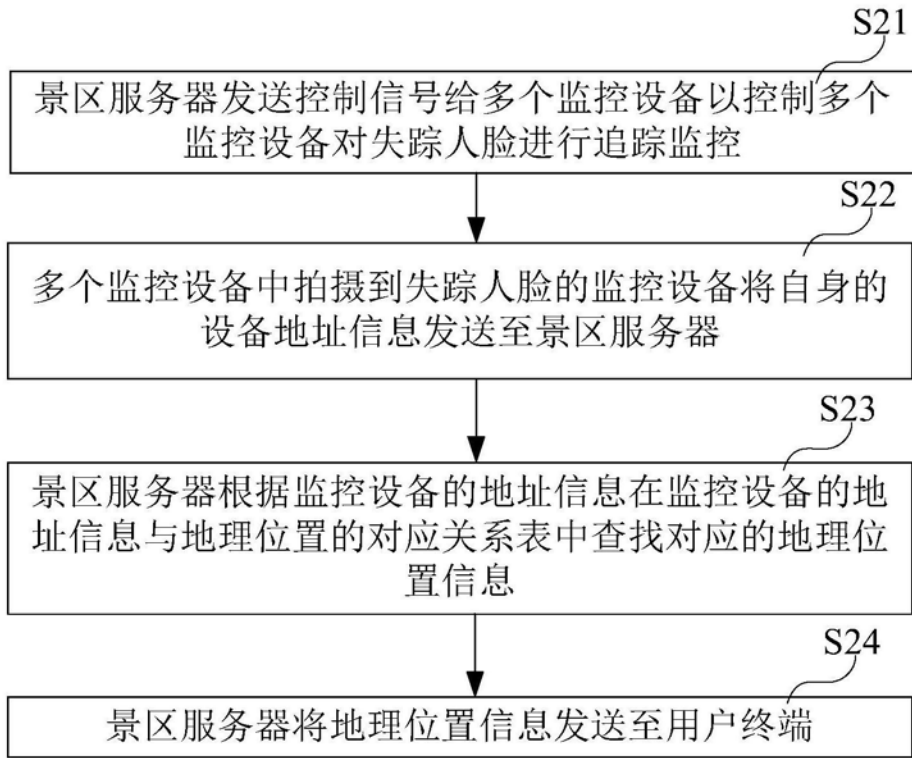 S21
景区服务器发送控制信号给多个监控设备以控制多个
监控设备对失踪人脸进行追踪监控
S22
多个监控设备中拍摄到失踪人脸的监控设备将自身的
设备地址信息发送至景区服务器
S23
景区服务器根据监控设备的地址信息在监控设备的地
址信息与地理位置的对应关系表中查找对应的地理位
置信息
S24
景区服务器将地理位置信息发送至用户终端